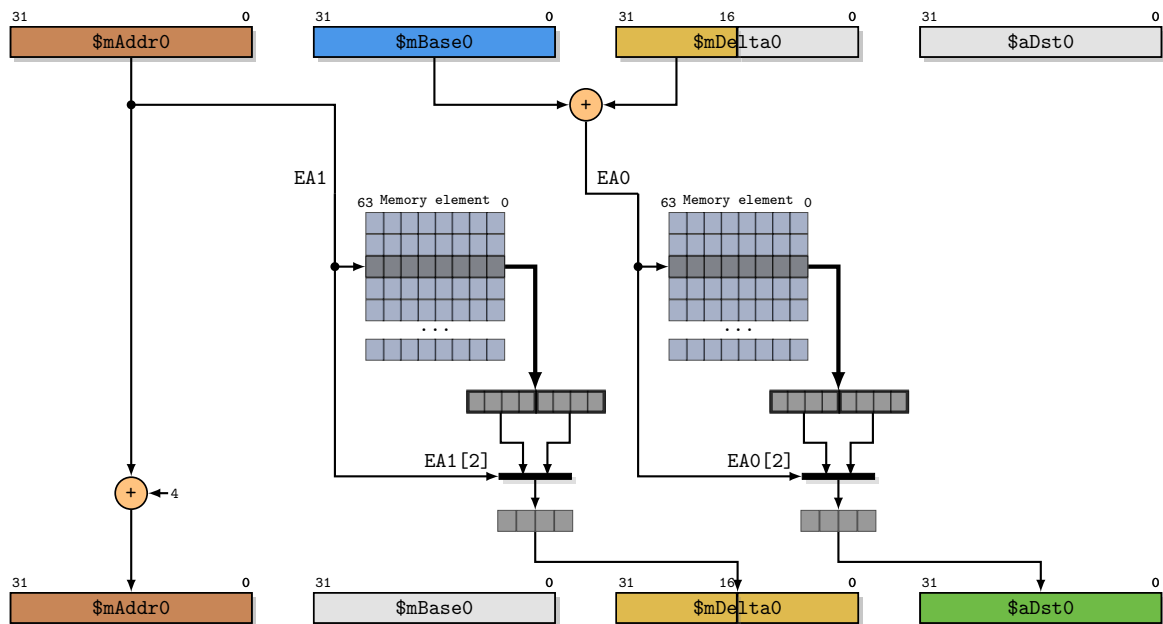 31 0 31 0 31 16 0 31 0
$mAddr0 $mBase0 $mDelta0 $aDst0
+
EA1 EA0
63 Memory element 0 63 Memory element 0
... ...
EA1[2] EA0[2]
+ 4
31 0 31 0 31 16 0 31 0
$mAddr0 $mBase0 $mDelta0 $aDst0